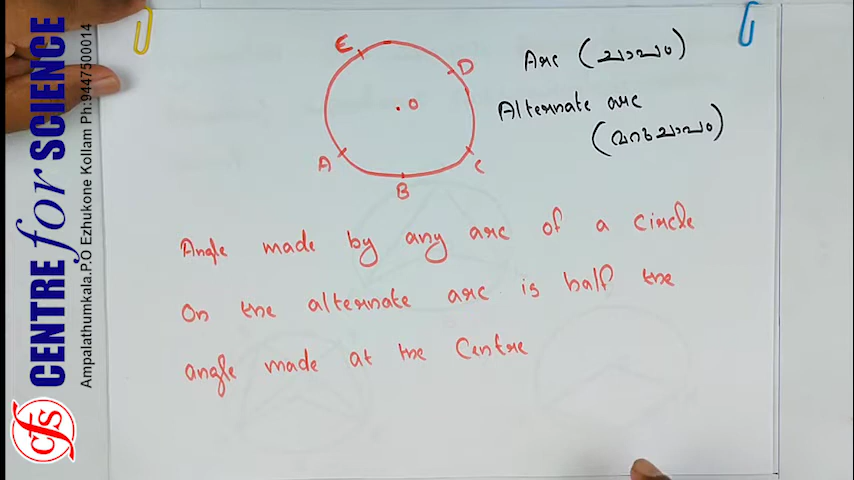 CENTRE for SCIENCE
Ampalathumkala.P.O Ezhukone Kollam Ph:9447500014
cfs
E
D
O
A
B
C
Arc (ചാപം)
Alternate arc
(മറുചാപം)
Angle made by any arc of a circle
On the alternate arc is half the
angle made at the Centre